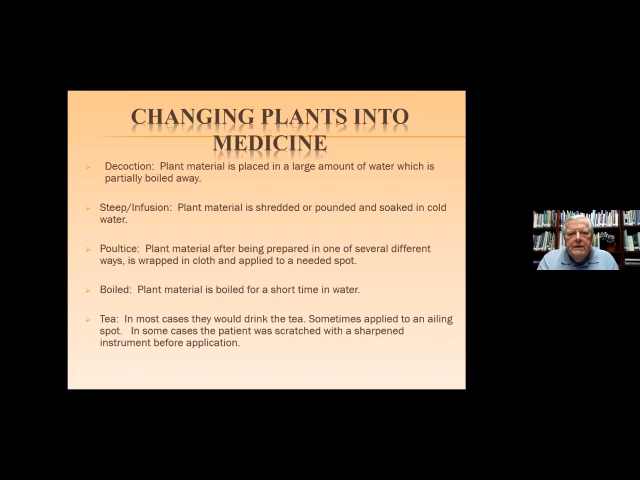 CHANGING PLANTS INTO
MEDICINE
Decoction: Plant material is placed in a large amount of water which is
partially boiled away.
Steep/Infusion: Plant material is shredded or pounded and soaked in cold
water.
Poultice: Plant material after being prepared in one of several different
ways, is wrapped in cloth and applied to a needed spot.
Boiled: Plant material is boiled for a short time in water.
Tea: In most cases they would drink the tea. Sometimes applied to an ailing
spot. In some cases the patient was scratched with a sharpened
instrument before application.